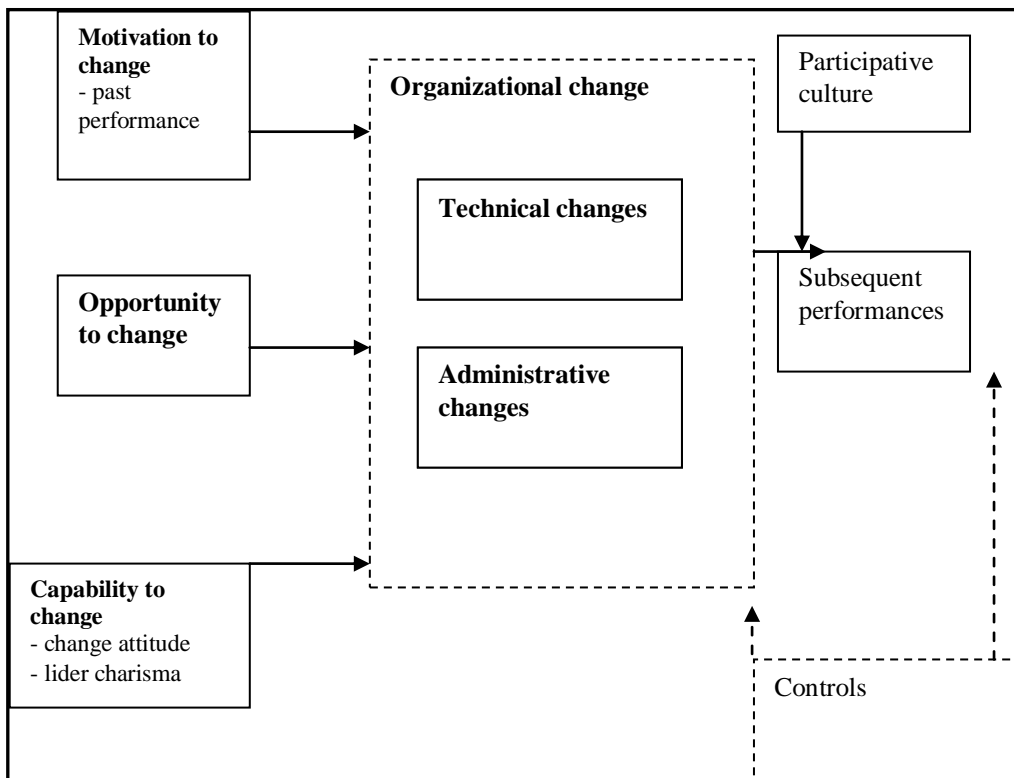 Motivation to
change
- past
performance
Opportunity
to change
Capability to
change
- change attitude
- lider charisma
Organizational change
Technical changes
Administrative
changes
Participative
culture
Subsequent
performances
Controls